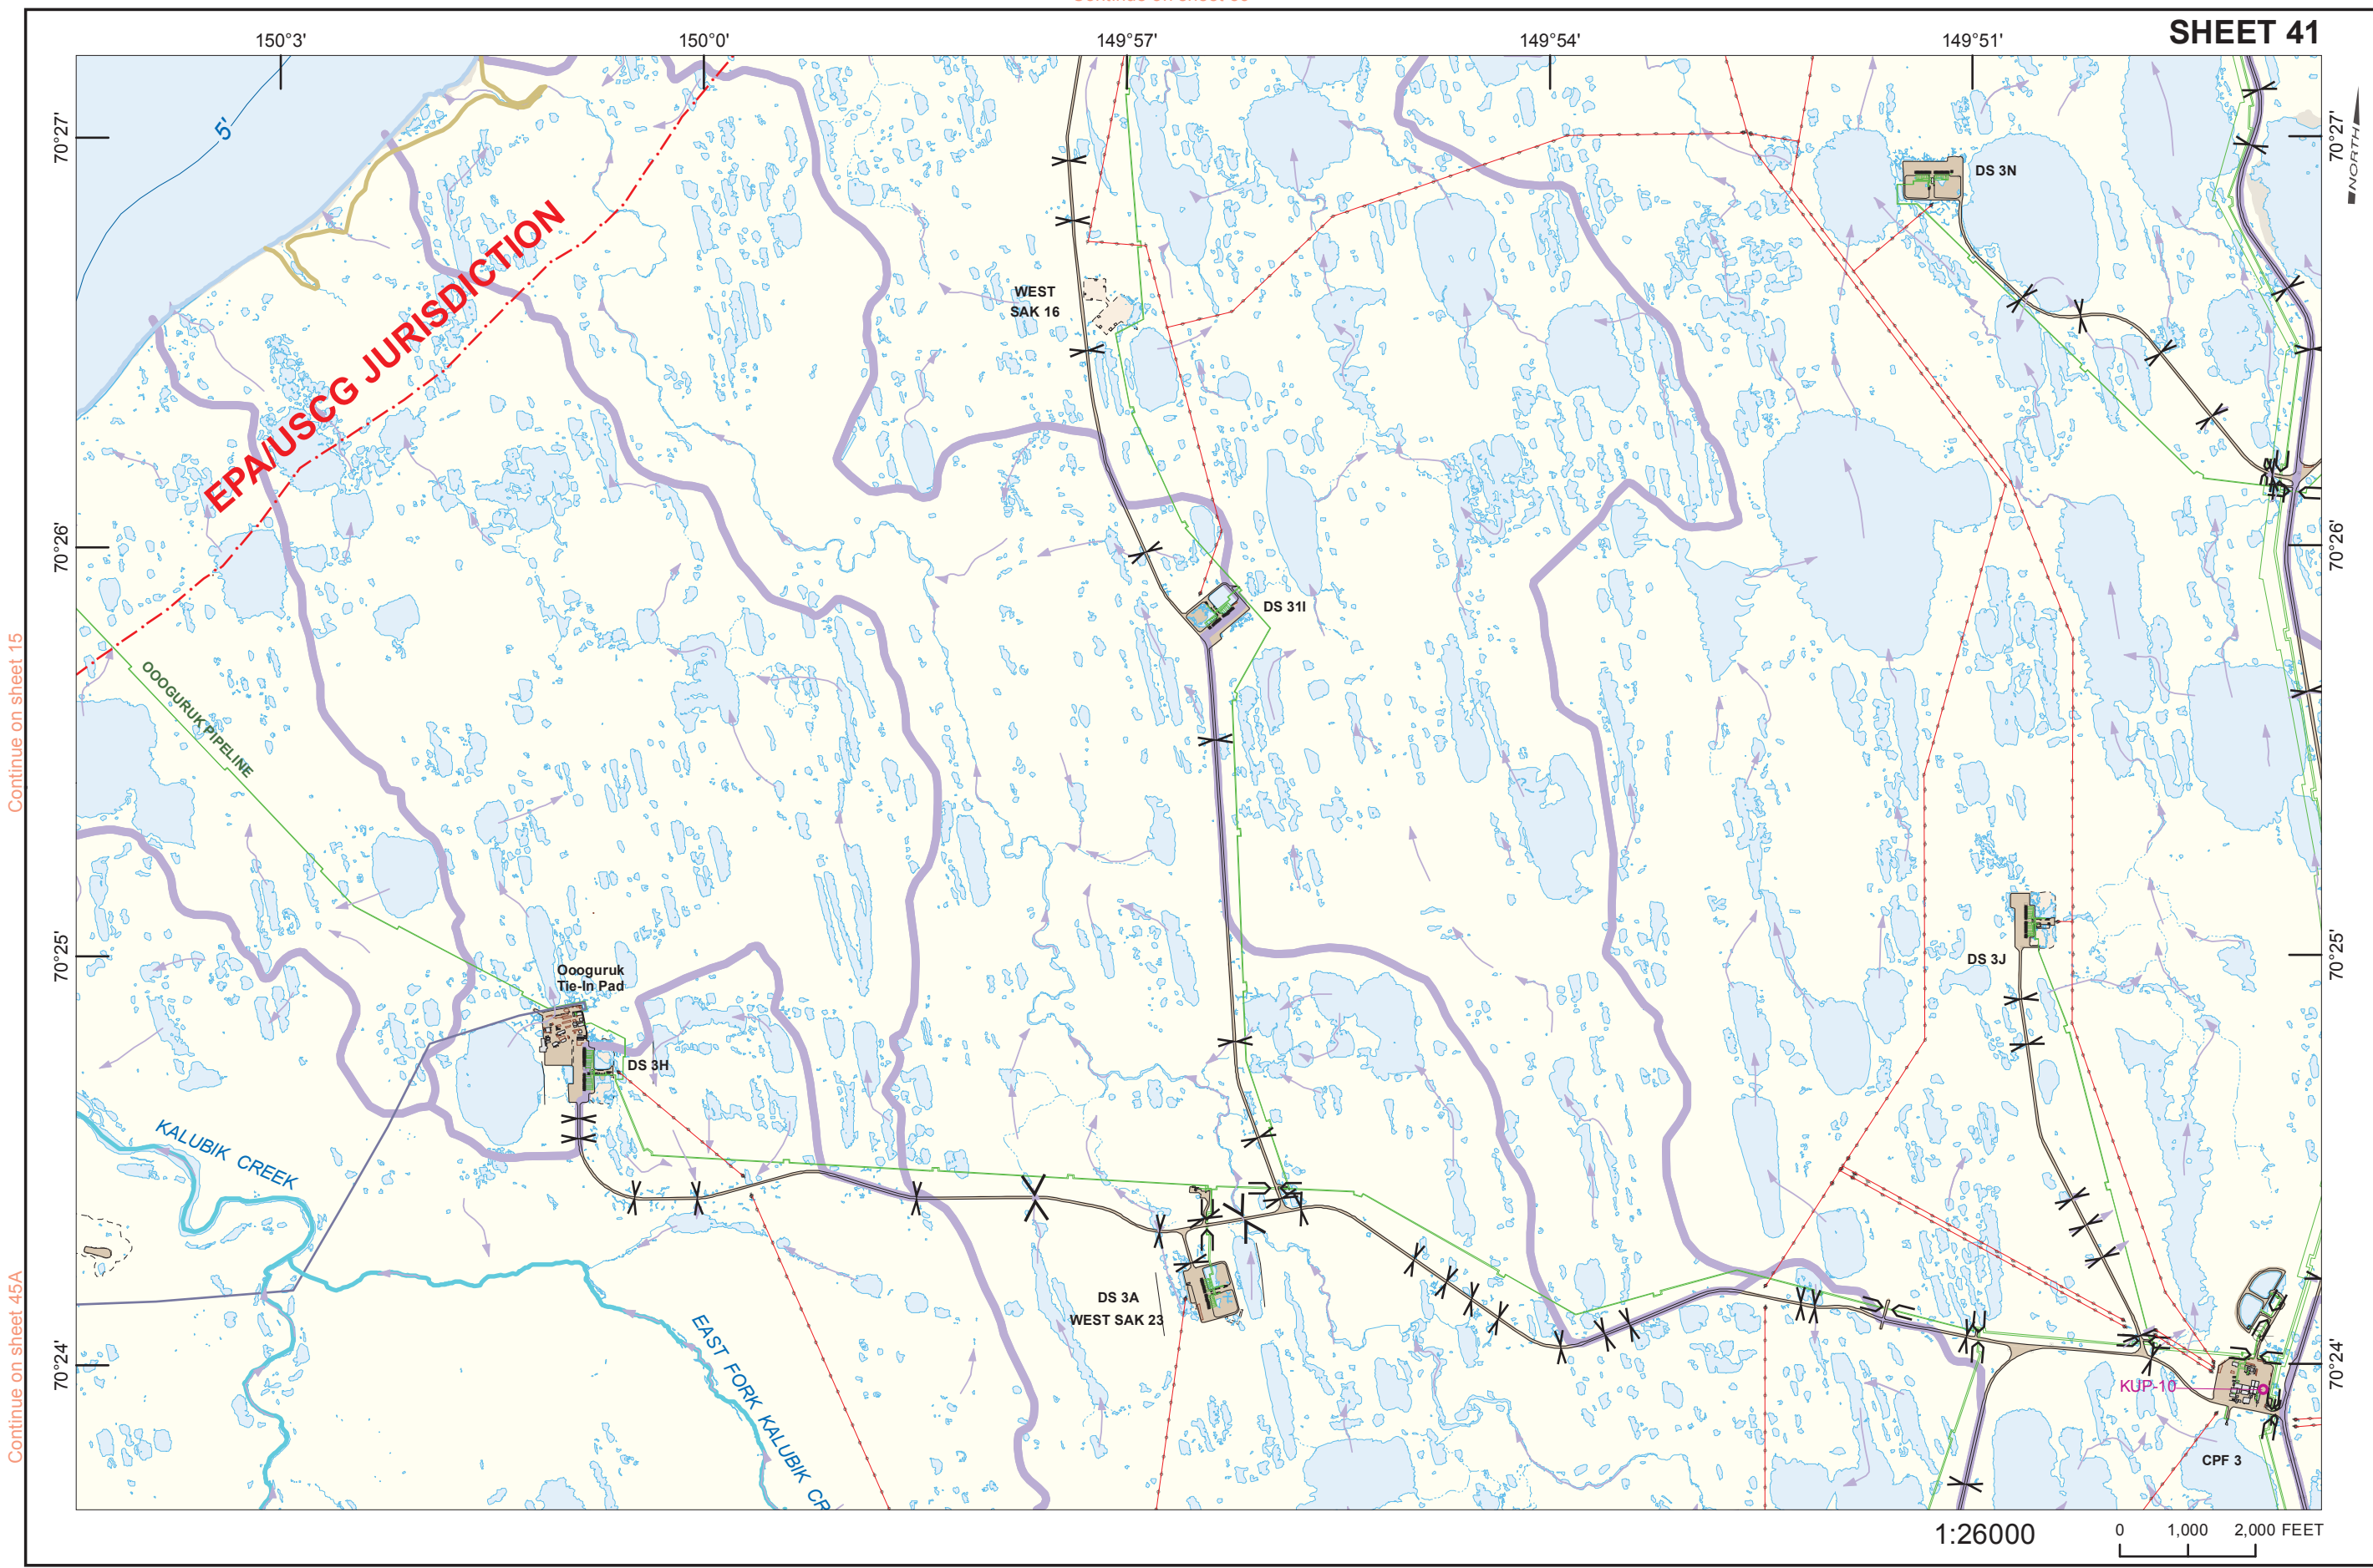 SHEET 41
150°3'
150°0'
149°57'
149°54'
149°51'
70°27'
70°27'
NORTH
5'
DS 3N
EPA/USCG JURISDICTION
WEST
SAK 16
70°26'
70°26'
DS 31I
Continue on sheet 15
OOOGURUK PIPELINE
70°25'
70°25'
Oooguruk
Tie-In Pad
DS 3J
DS 3H
KALUBIK CREEK
DS 3A
WEST SAK 23
EAST FORK KALUBIK CR
Continue on sheet 45A
70°24'
70°24'
KUP-10
CPF 3
1:26000
0 1,000 2,000 FEET